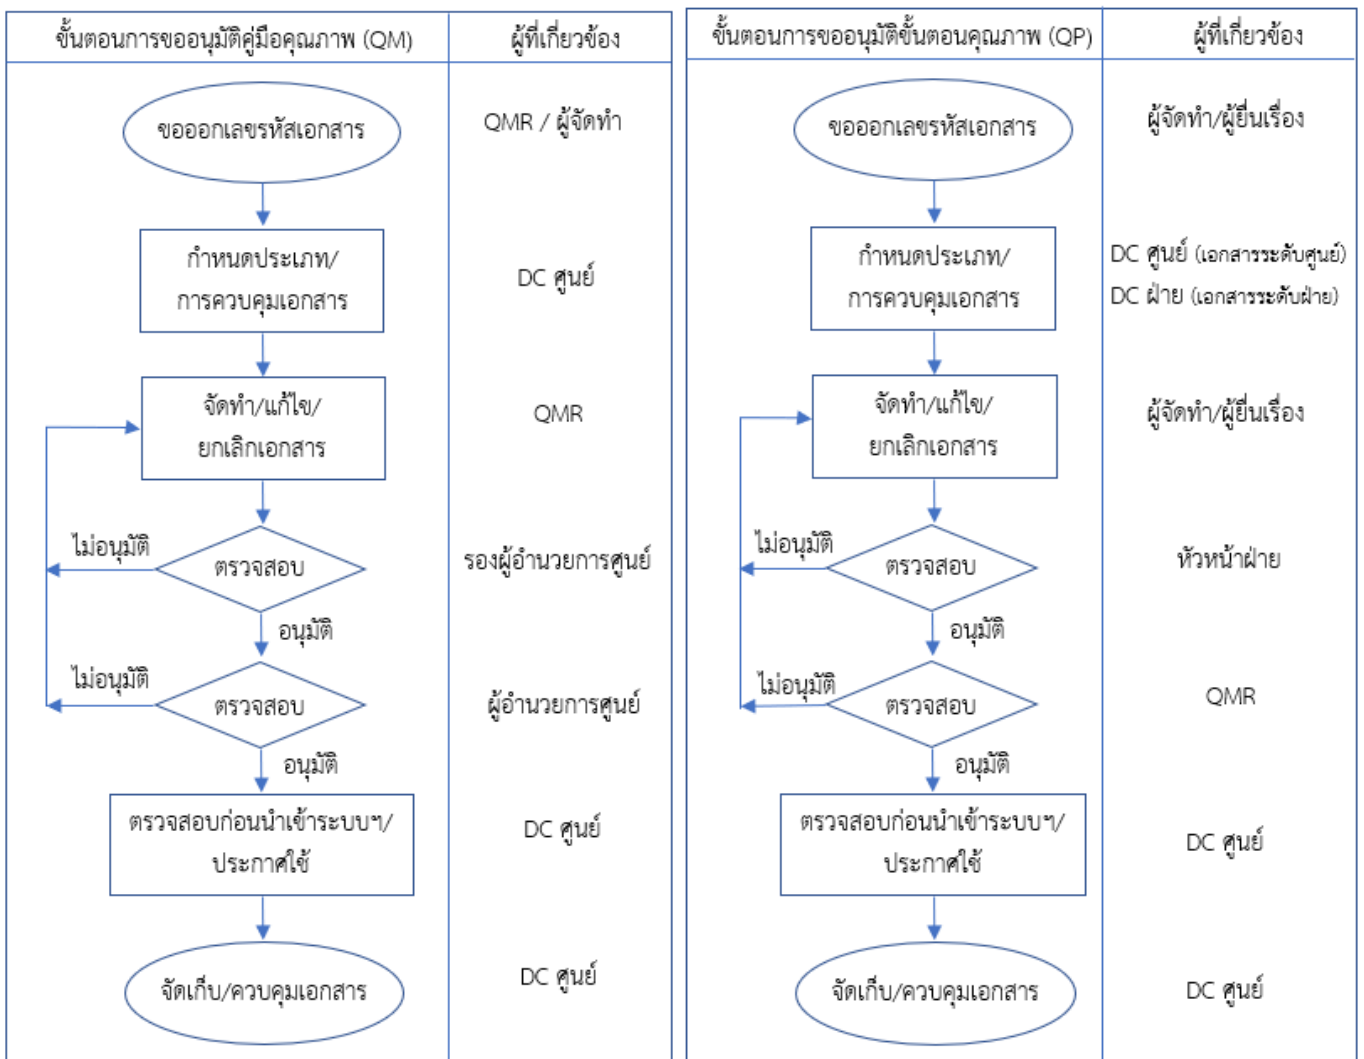 ขั้นตอนการขออนุมัติคู่มือคุณภาพ (QM)
ผู้ที่เกี่ยวข้อง
ขอออกเลขรหัสเอกสาร
QMR / ผู้จัดทำ
กำหนดประเภท/
การควบคุมเอกสาร
DC ศูนย์
จัดทำ/แก้ไข/
ยกเลิกเอกสาร
QMR
ไม่อนุมัติ
ตรวจสอบ
รองผู้อำนวยการศูนย์
อนุมัติ
ไม่อนุมัติ
ตรวจสอบ
ผู้อำนวยการศูนย์
อนุมัติ
ตรวจสอบก่อนนำเข้าระบบฯ/
ประกาศใช้
DC ศูนย์
จัดเก็บ/ควบคุมเอกสาร
DC ศูนย์
ขั้นตอนการขออนุมัติขั้นตอนคุณภาพ (QP)
ผู้ที่เกี่ยวข้อง
ขอออกเลขรหัสเอกสาร
ผู้จัดทำ/ผู้ยื่นเรื่อง
กำหนดประเภท/
การควบคุมเอกสาร
DC ศูนย์ (เอกสารระดับศูนย์)
DC ฝ่าย (เอกสารระดับฝ่าย)
จัดทำ/แก้ไข/
ยกเลิกเอกสาร
ผู้จัดทำ/ผู้ยื่นเรื่อง
ไม่อนุมัติ
ตรวจสอบ
หัวหน้าฝ่าย
อนุมัติ
ไม่อนุมัติ
ตรวจสอบ
QMR
อนุมัติ
ตรวจสอบก่อนนำเข้าระบบฯ/
ประกาศใช้
DC ศูนย์
จัดเก็บ/ควบคุมเอกสาร
DC ศูนย์